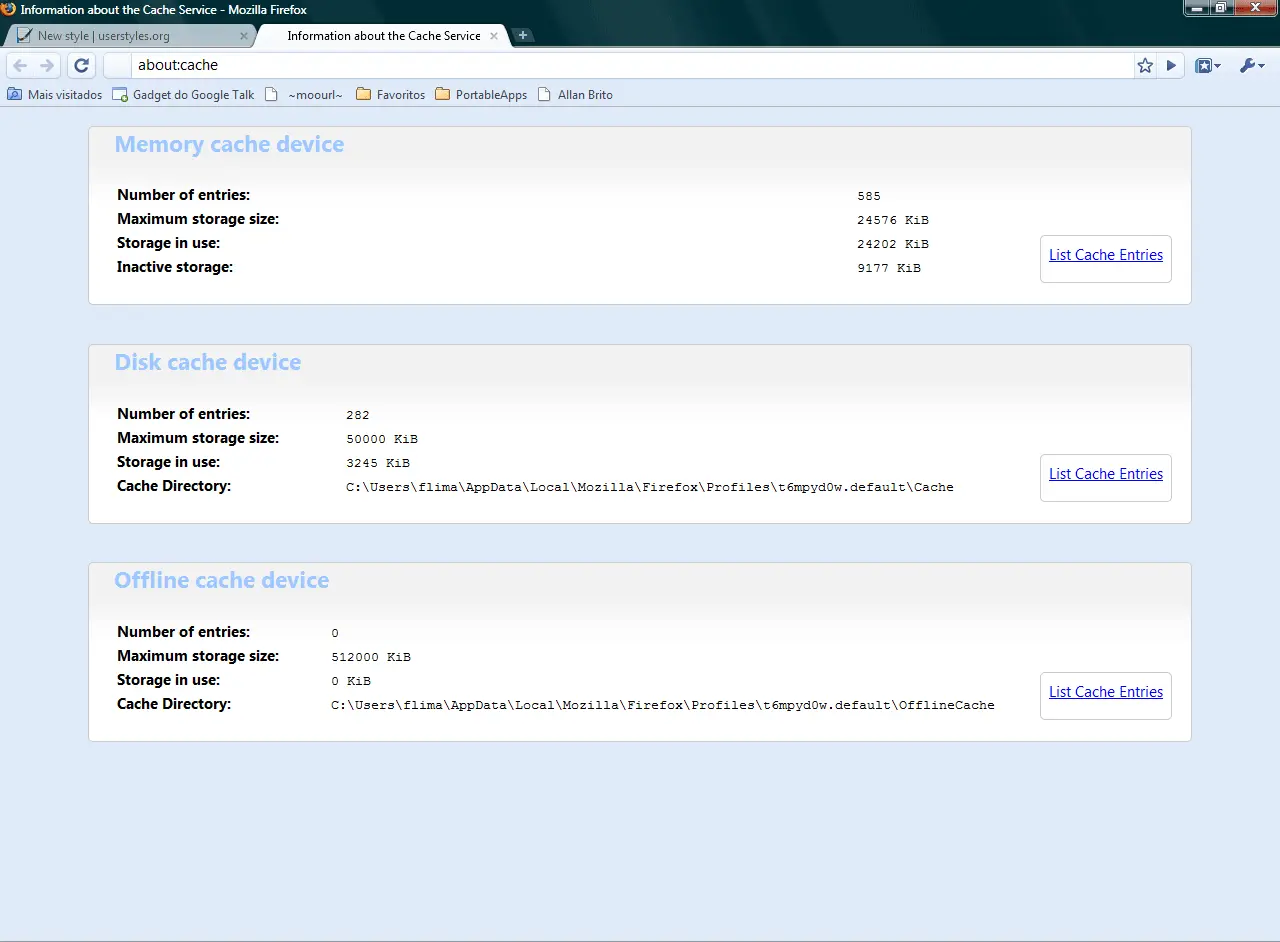 Information about the Cache Service - Mozilla Firefox
New style | userstyles.org
Information about the Cache Service
about:cache
Mais visitados Gadget do Google Talk ~moourl~ Favoritos PortableApps Allan Brito
Memory cache device
Number of entries: 585
Maximum storage size: 24576 KiB
Storage in use: 24202 KiB
Inactive storage: 9177 KiB
List Cache Entries
Disk cache device
Number of entries: 282
Maximum storage size: 50000 KiB
Storage in use: 3245 KiB
Cache Directory: C:\Users\flima\AppData\Local\Mozilla\Firefox\Profiles\t6mpyd0w.default\Cache
List Cache Entries
Offline cache device
Number of entries: 0
Maximum storage size: 512000 KiB
Storage in use: 0 KiB
Cache Directory: C:\Users\flima\AppData\Local\Mozilla\Firefox\Profiles\t6mpyd0w.default\OfflineCache
List Cache Entries